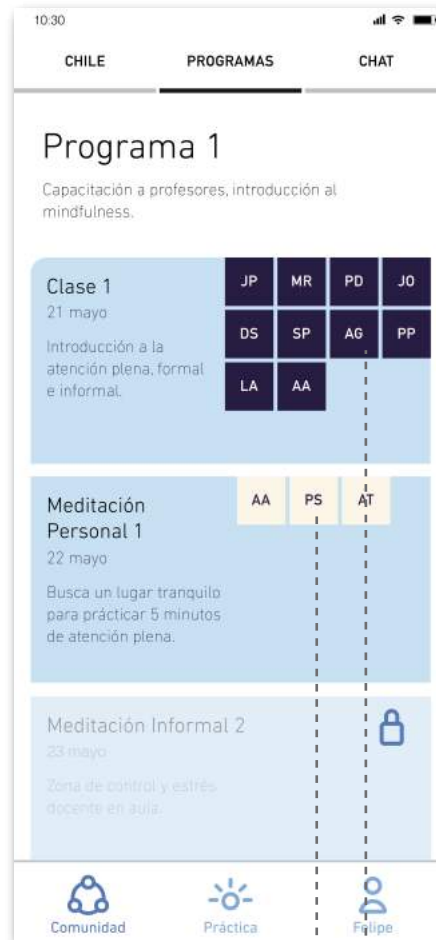 10:30
CHILE PROGRAMAS CHAT
Programa 1
Capacitación a profesores, introducción al
mindfulness.
Clase 1
21 mayo
Introducción a la
atención plena, formal
e informal.
JP MR PD JO
DS SP AG PP
LA AA
Meditación
Personal 1
22 mayo
Busca un lugar tranquilo
para prácticar 5 minutos
de atención plena.
AA PS AT
Meditación Informal 2
23 mayo
Zona de control y estrés
docente en aula.
Comunidad Práctica Felipe